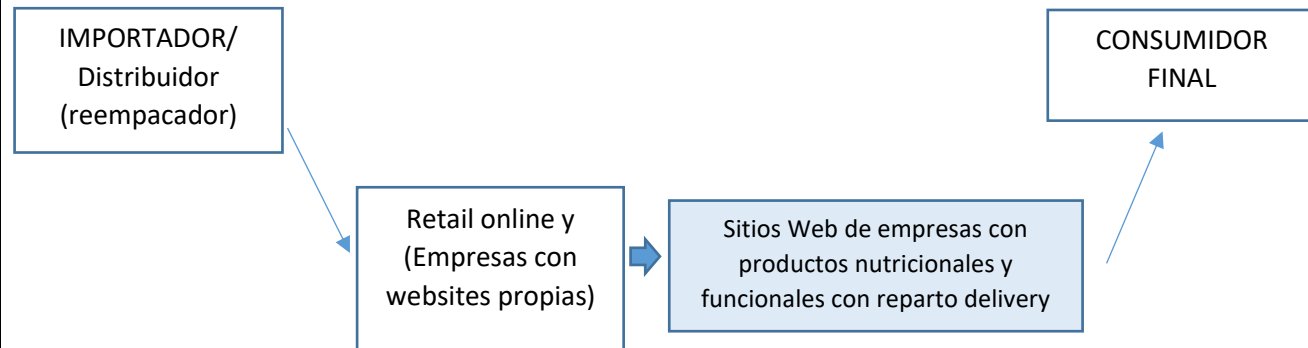 IMPORTADOR/
Distribuidor
(reempacador)
CONSUMIDOR
FINAL
Retail online y
(Empresas con
websites propias)
Sitios Web de empresas con
productos nutricionales y
funcionales con reparto delivery